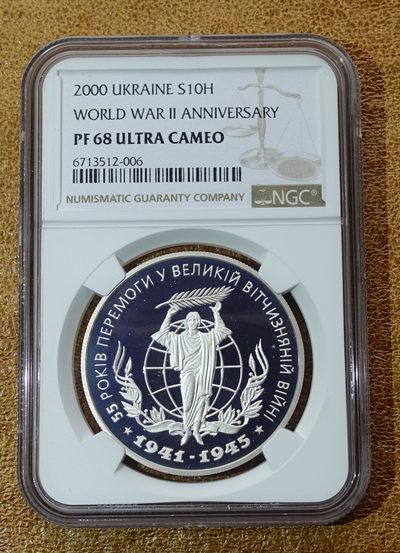 2000 UKRAINE S10H
WORLD WAR II ANNIVERSARY
PF 68 ULTRA CAMEO
6713512-006
NUMISMATIC GUARANTY COMPANY
NGC®
55 РОКІВ ПЕРЕМОГИ У ВЕЛИКІЙ ВІТЧИЗНЯНІЙ ВІЙНІ
1941-1945